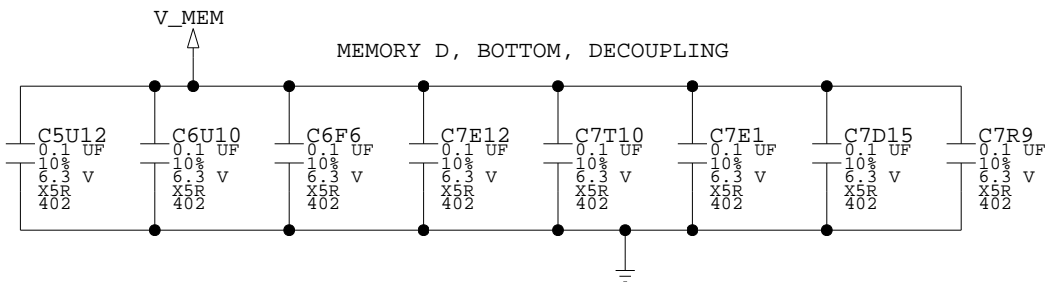 V_MEM
MEMORY D, BOTTOM, DECOUPLING
C5U12
0.1 UF
10%
6.3 V
X5R
402
C6U10
0.1 UF
10%
6.3 V
X5R
402
C6F6
0.1 UF
10%
6.3 V
X5R
402
C7E12
0.1 UF
10%
6.3 V
X5R
402
C7T10
0.1 UF
10%
6.3 V
X5R
402
C7E1
0.1 UF
10%
6.3 V
X5R
402
C7D15
0.1 UF
10%
6.3 V
X5R
402
C7R9
0.1 UF
10%
6.3 V
X5R
402